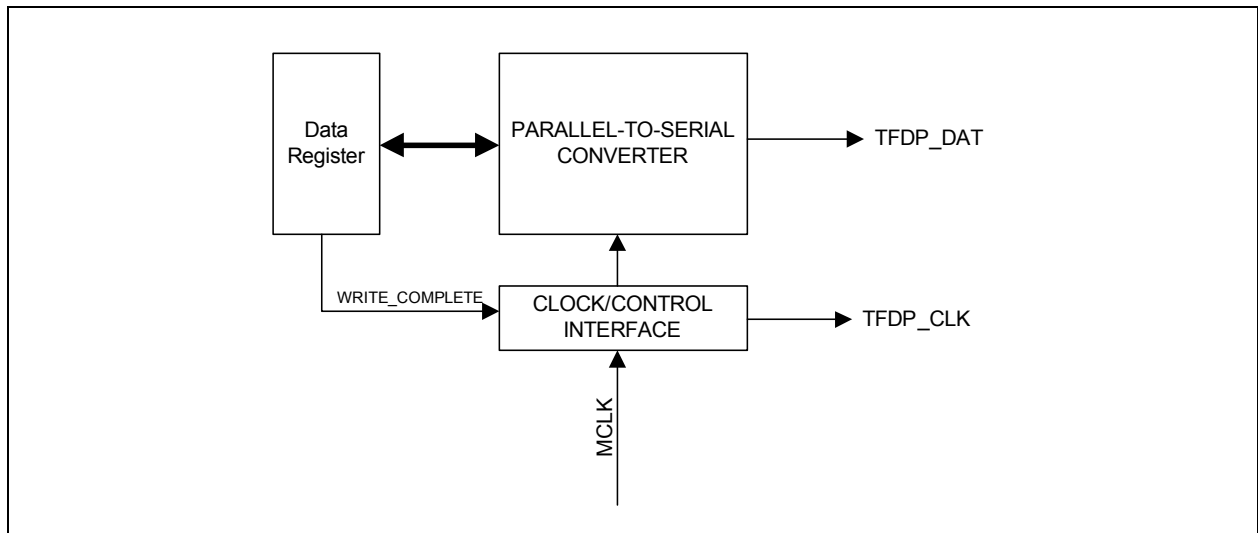 Data
Register
PARALLEL-TO-SERIAL
CONVERTER
TFDP_DAT
WRITE_COMPLETE
CLOCK/CONTROL
INTERFACE
TFDP_CLK
MCLK